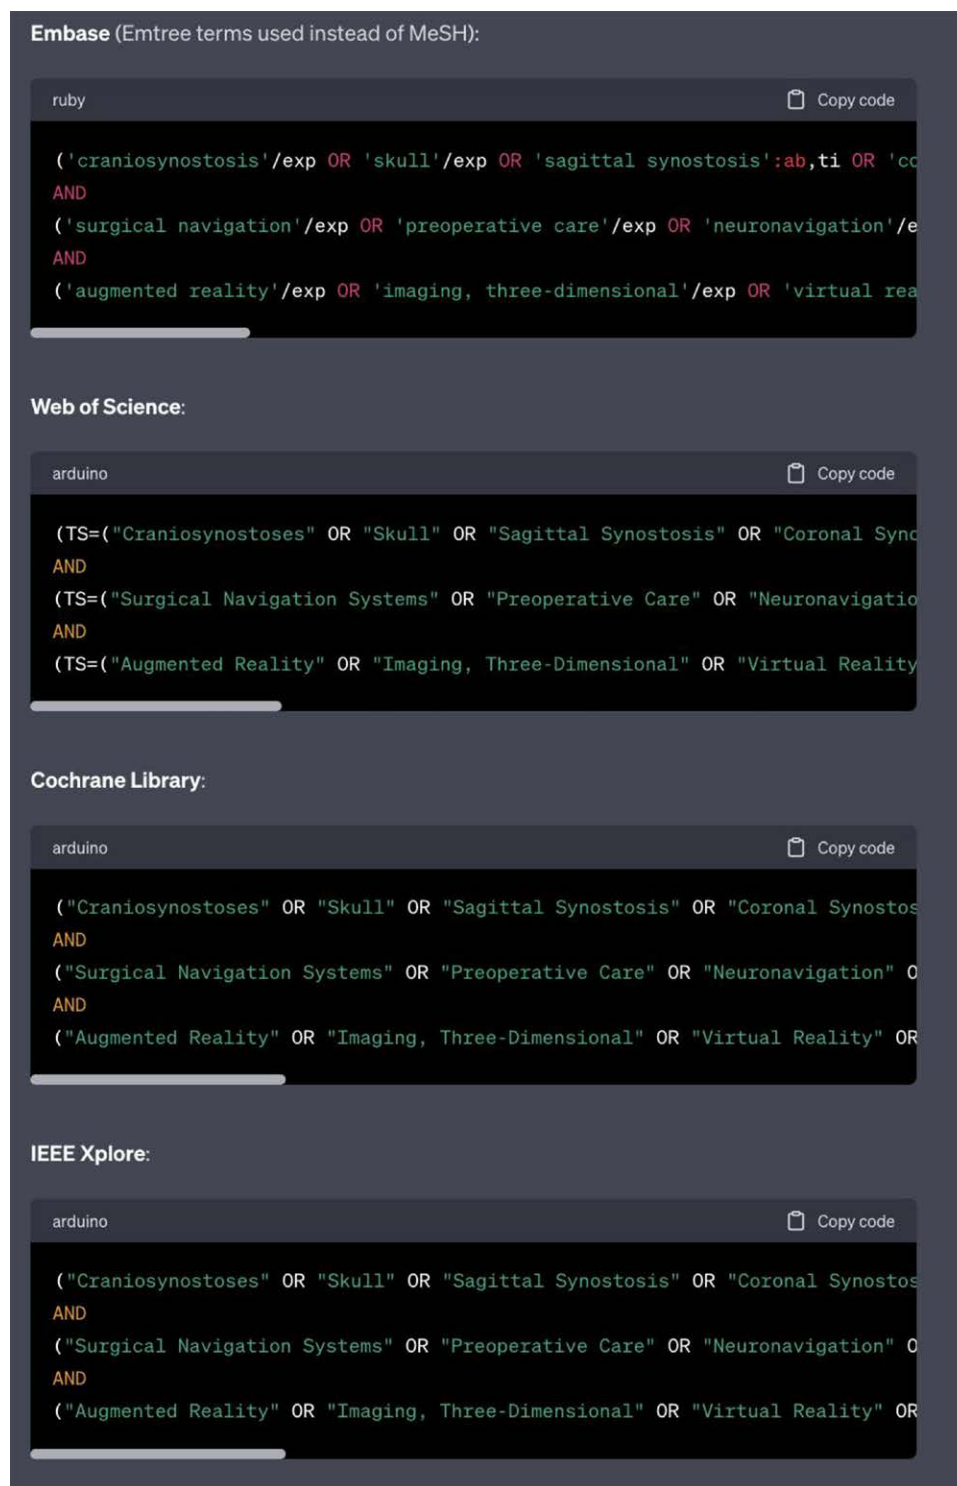 Embase (Emtree terms used instead of MeSH):
ruby
Copy code
('craniosynostosis'/exp OR 'skull'/exp OR 'sagittal synostosis':ab,ti OR 'co
AND
('surgical navigation'/exp OR 'preoperative care'/exp OR 'neuronavigation'/e
AND
('augmented reality'/exp OR 'imaging, three-dimensional'/exp OR 'virtual rea
Web of Science:
arduino
Copy code
(TS=("Craniosynostoses" OR "Skull" OR "Sagittal Synostosis" OR "Coronal Sync
AND
(TS=("Surgical Navigation Systems" OR "Preoperative Care" OR "Neuronavigatio
AND
(TS=("Augmented Reality" OR "Imaging, Three-Dimensional" OR "Virtual Reality
Cochrane Library:
arduino
Copy code
("Craniosynostoses" OR "Skull" OR "Sagittal Synostosis" OR "Coronal Synostos
AND
("Surgical Navigation Systems" OR "Preoperative Care" OR "Neuronavigation" O
AND
("Augmented Reality" OR "Imaging, Three-Dimensional" OR "Virtual Reality" OR
IEEE Xplore:
arduino
Copy code
("Craniosynostoses" OR "Skull" OR "Sagittal Synostosis" OR "Coronal Synostos
AND
("Surgical Navigation Systems" OR "Preoperative Care" OR "Neuronavigation" O
AND
("Augmented Reality" OR "Imaging, Three-Dimensional" OR "Virtual Reality" OR